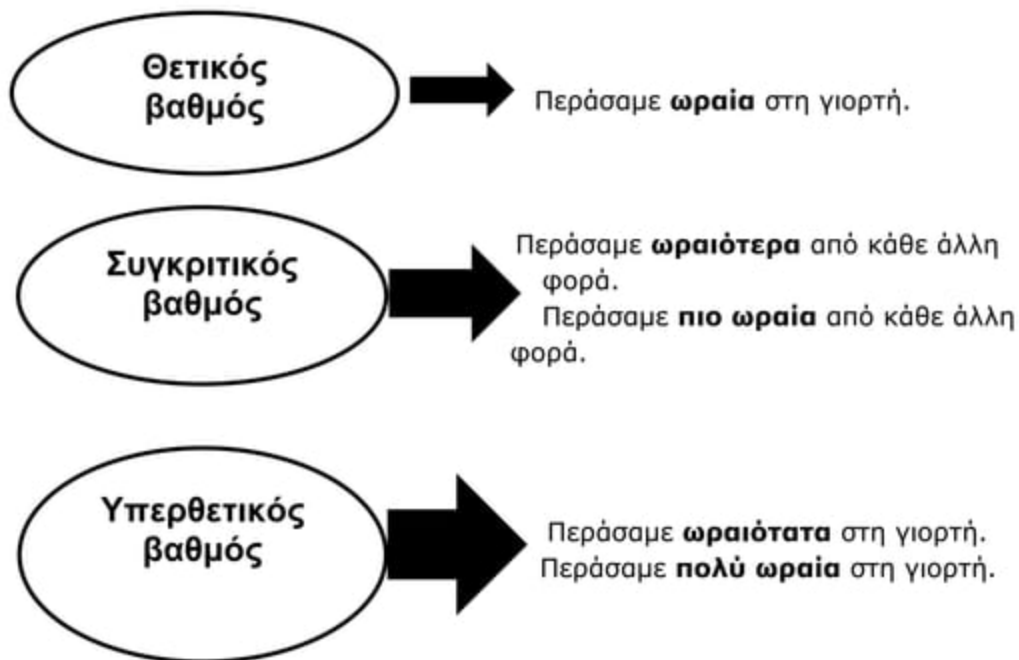 Θετικός
βαθμός
Περάσαμε ωραία στη γιορτή.
Συγκριτικός
βαθμός
Περάσαμε ωραιότερα από κάθε άλλη
φορά.
Περάσαμε πιο ωραία από κάθε άλλη
φορά.
Υπερθετικός
βαθμός
Περάσαμε ωραιότατα στη γιορτή.
Περάσαμε πολύ ωραία στη γιορτή.